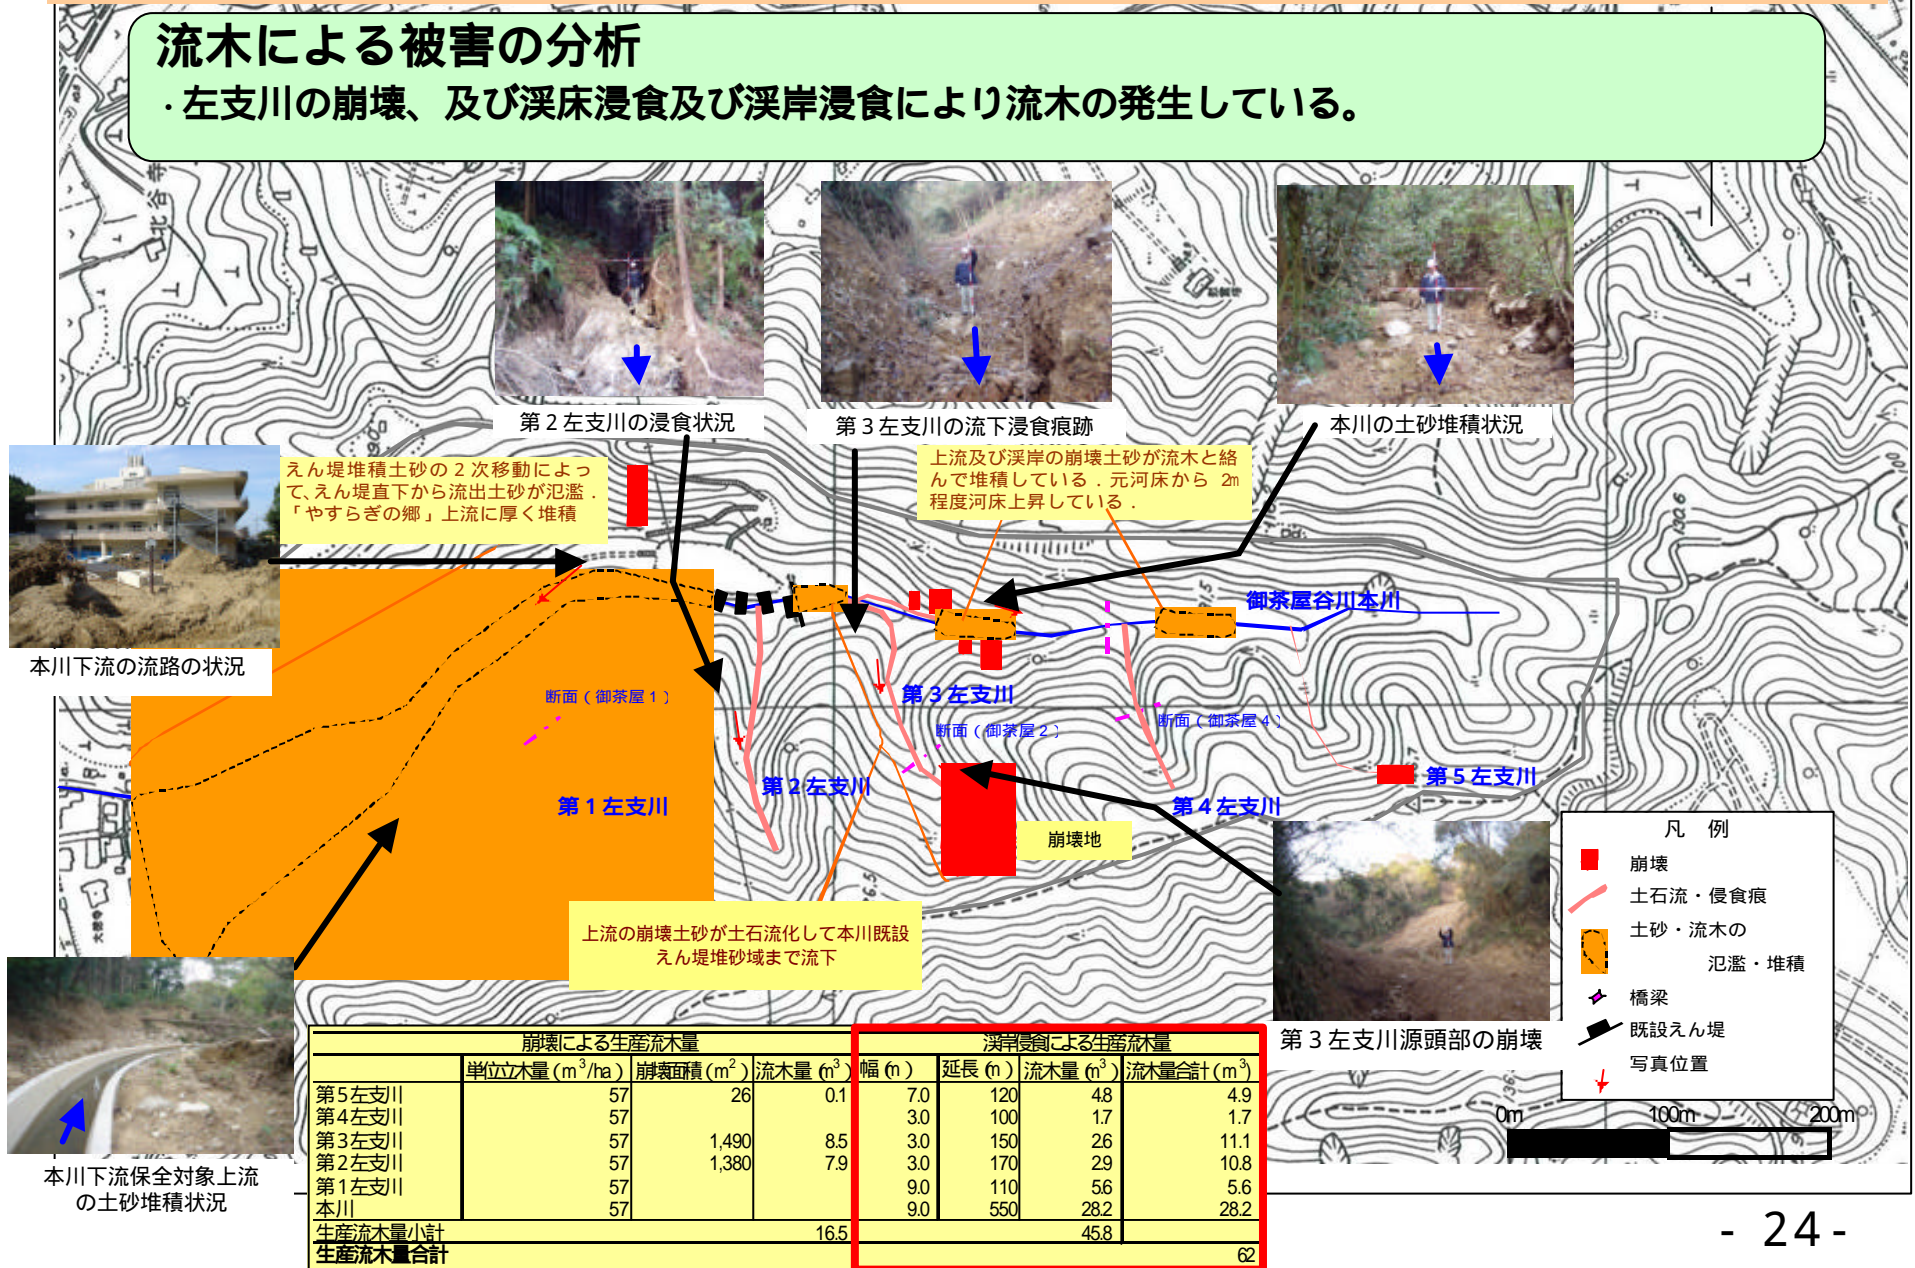 流木による被害の分析
・左支川の崩壊、及び渓床浸食及び渓岸浸食により流木の発生している。
北谷寺
第2左支川の浸食状況
第3左支川の流下浸食痕跡
本川の土砂堆積状況
えん堤堆積土砂の2次移動によっ
て、えん堤直下から流出土砂が氾濫.
「やすらぎの郷」上流に厚く堆積
上流及び渓岸の崩壊土砂が流木と絡
んで堆積している.元河床から 2m
程度河床上昇している.
130.6
本川下流の流路の状況
御茶屋谷川本川
断面(御茶屋1)
第3左支川
断面(御茶屋2)
断面(御茶屋4)
第1左支川
第2左支川
第4左支川
第5左支川
崩壊地
上流の崩壊土砂が土石流化して本川既設
えん堤堆砂域まで流下
凡 例
崩壊
土石流・侵食痕
土砂・流木の
氾濫・堆積
橋梁
既設えん堤
写真位置
0m 100m 200m
第3左支川源頭部の崩壊
本川下流保全対象上流
の土砂堆積状況
崩壊による生産流木量 渓岸侵食による生産流木量
単位立木量(m³/ha) 崩壊面積(m²) 流木量(m³) 幅(m) 延長(m) 流木量(m³) 流木量合計(m³)
第5左支川 57 26 0.1 7.0 120 4.8 4.9
第4左支川 57 3.0 100 1.7 1.7
第3左支川 57 1,490 8.5 3.0 150 2.6 11.1
第2左支川 57 1,380 7.9 3.0 170 2.9 10.8
第1左支川 57 9.0 110 5.6 5.6
本川 57 9.0 550 28.2 28.2
生産流木量小計 16.5 45.8
生産流木量合計 62
- 24 -